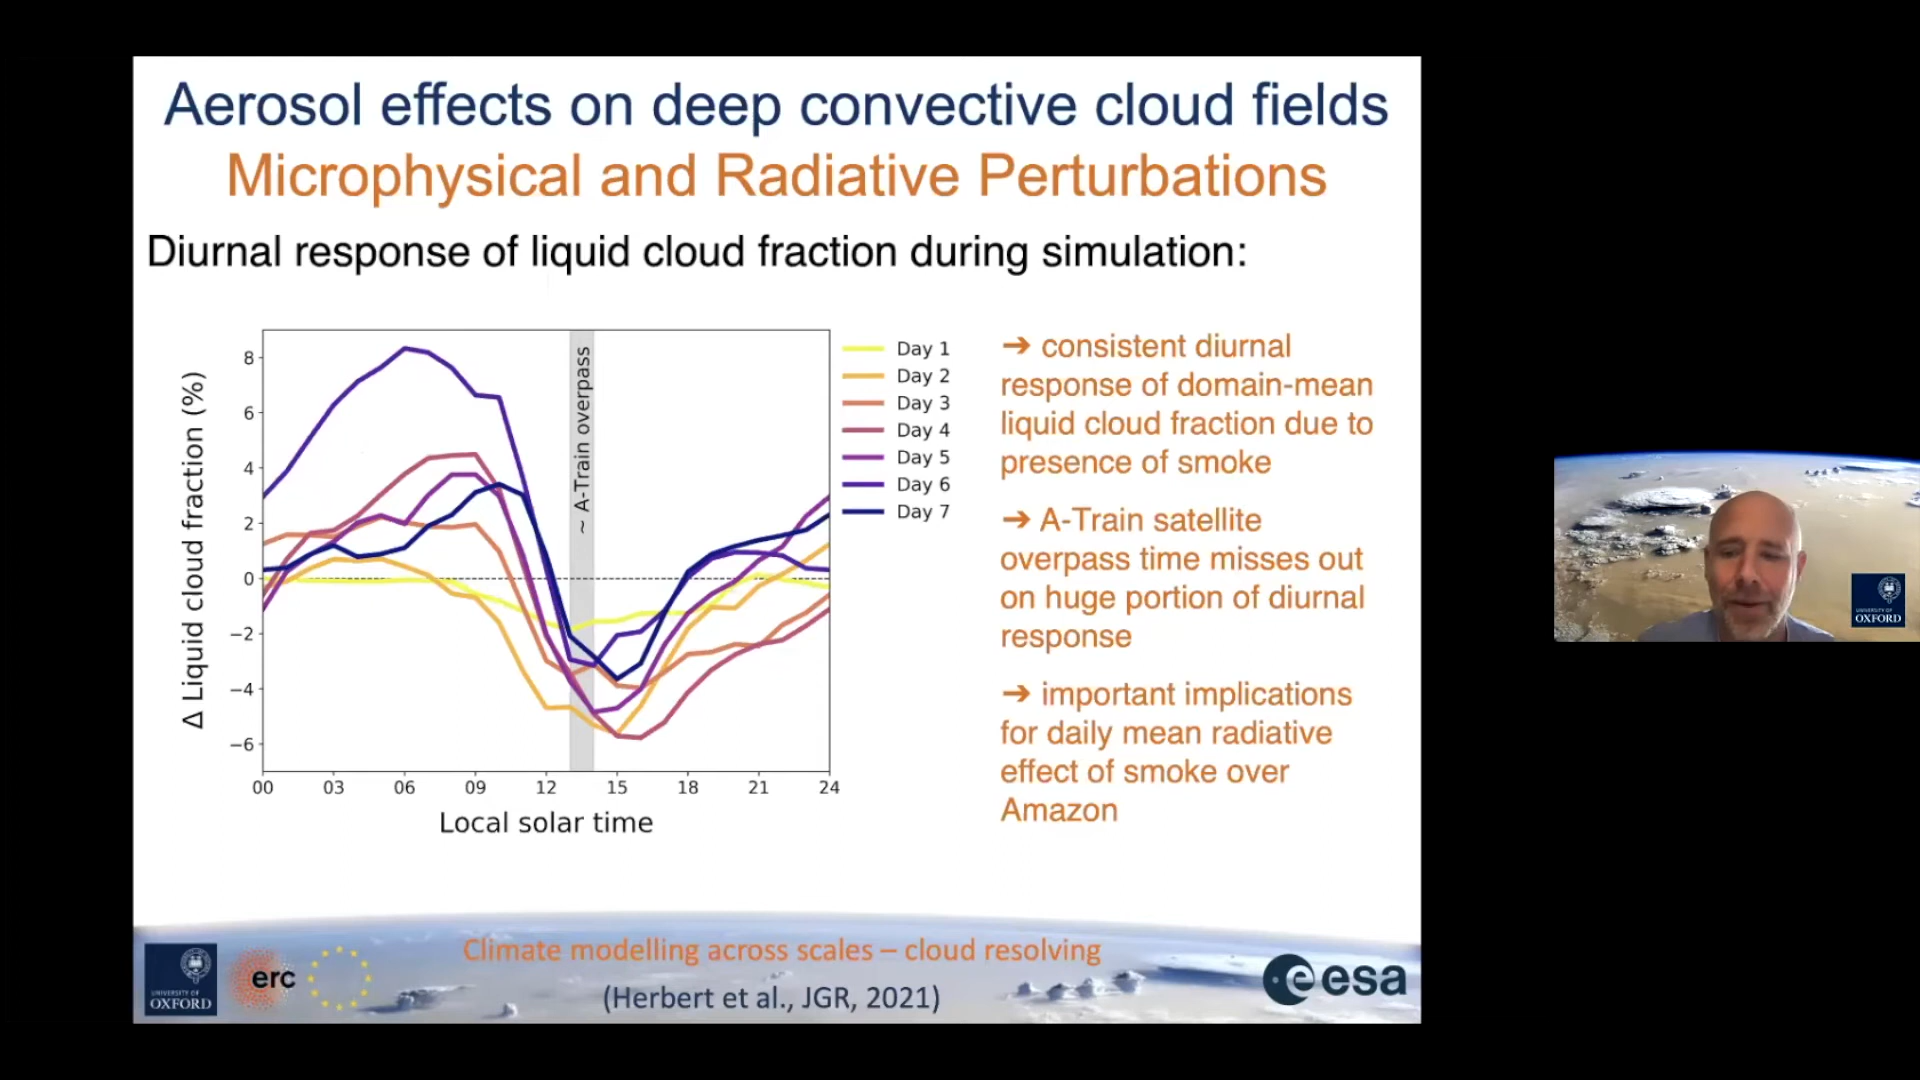 Aerosol effects on deep convective cloud fields
Microphysical and Radiative Perturbations
Diurnal response of liquid cloud fraction during simulation:
Δ Liquid cloud fraction (%)
8
6
4
2
0
−2
−4
−6
00 03 06 09 12 15 18 21 24
Local solar time
~ A-Train overpass
Day 1
Day 2
Day 3
Day 4
Day 5
Day 6
Day 7
➔ consistent diurnal
response of domain-mean
liquid cloud fraction due to
presence of smoke
➔ A-Train satellite
overpass time misses out
on huge portion of diurnal
response
➔ important implications
for daily mean radiative
effect of smoke over
Amazon
UNIVERSITY OF
OXFORD
erc
Climate modelling across scales – cloud resolving
(Herbert et al., JGR, 2021)
esa
UNIVERSITY OF
OXFORD